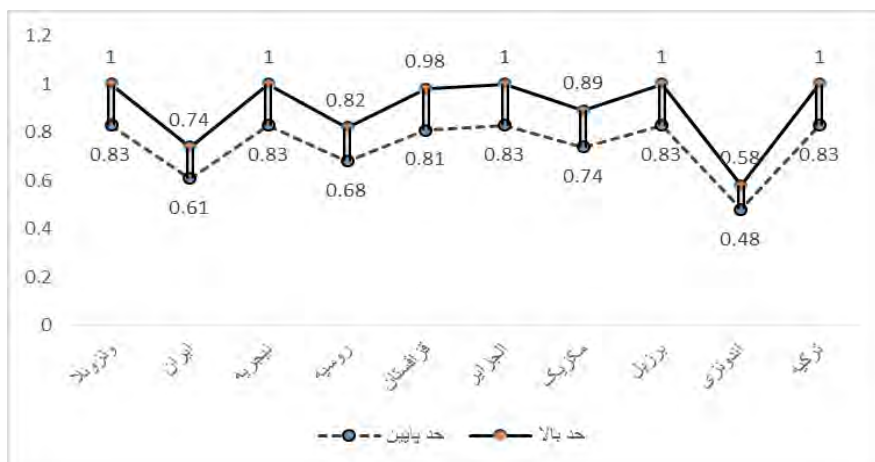 1.2
1
0.8
0.6
0.4
0.2
0
1 0.74 1 0.82 0.98 1 0.89 1 0.58 1
0.83 0.61 0.83 0.68 0.81 0.83 0.74 0.83 0.48 0.83
ونزوئلا
ایران
نیجریه
روسیه
قزاقستان
الجزایر
مکزیک
برزیل
اندونزی
ترکیه
حد بالا
حد پایین